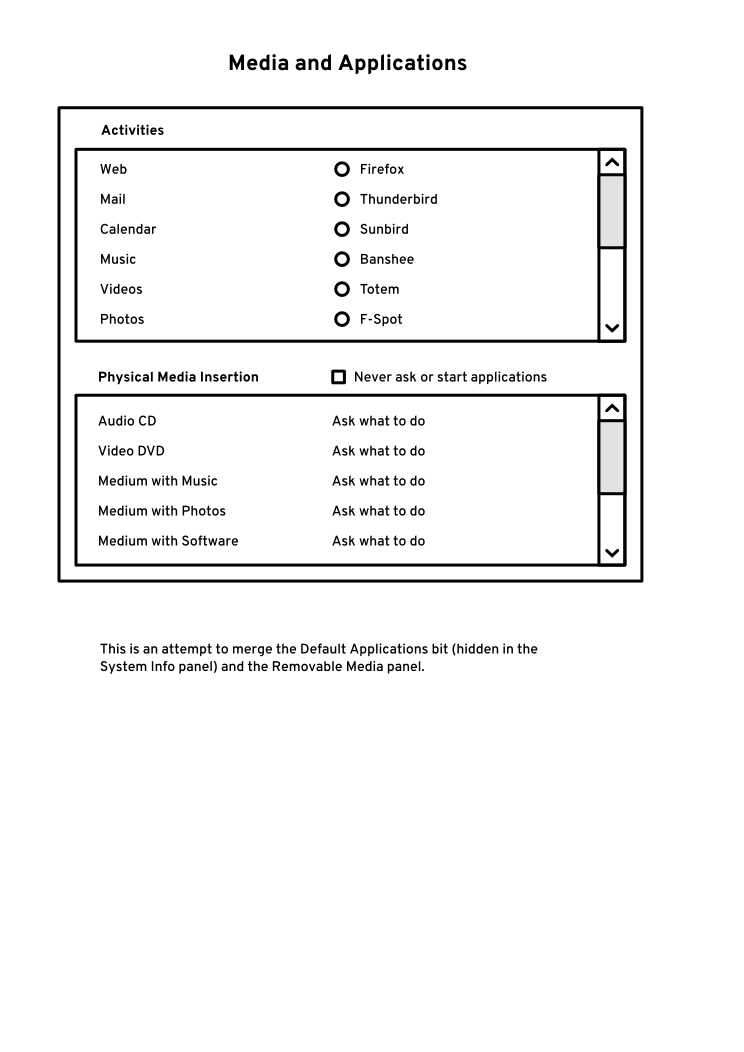 Media and Applications
Activities
Web Firefox
Mail Thunderbird
Calendar Sunbird
Music Banshee
Videos Totem
Photos F-Spot
Physical Media Insertion Never ask or start applications
Audio CD Ask what to do
Video DVD Ask what to do
Medium with Music Ask what to do
Medium with Photos Ask what to do
Medium with Software Ask what to do
This is an attempt to merge the Default Applications bit (hidden in the
System Info panel) and the Removable Media panel.